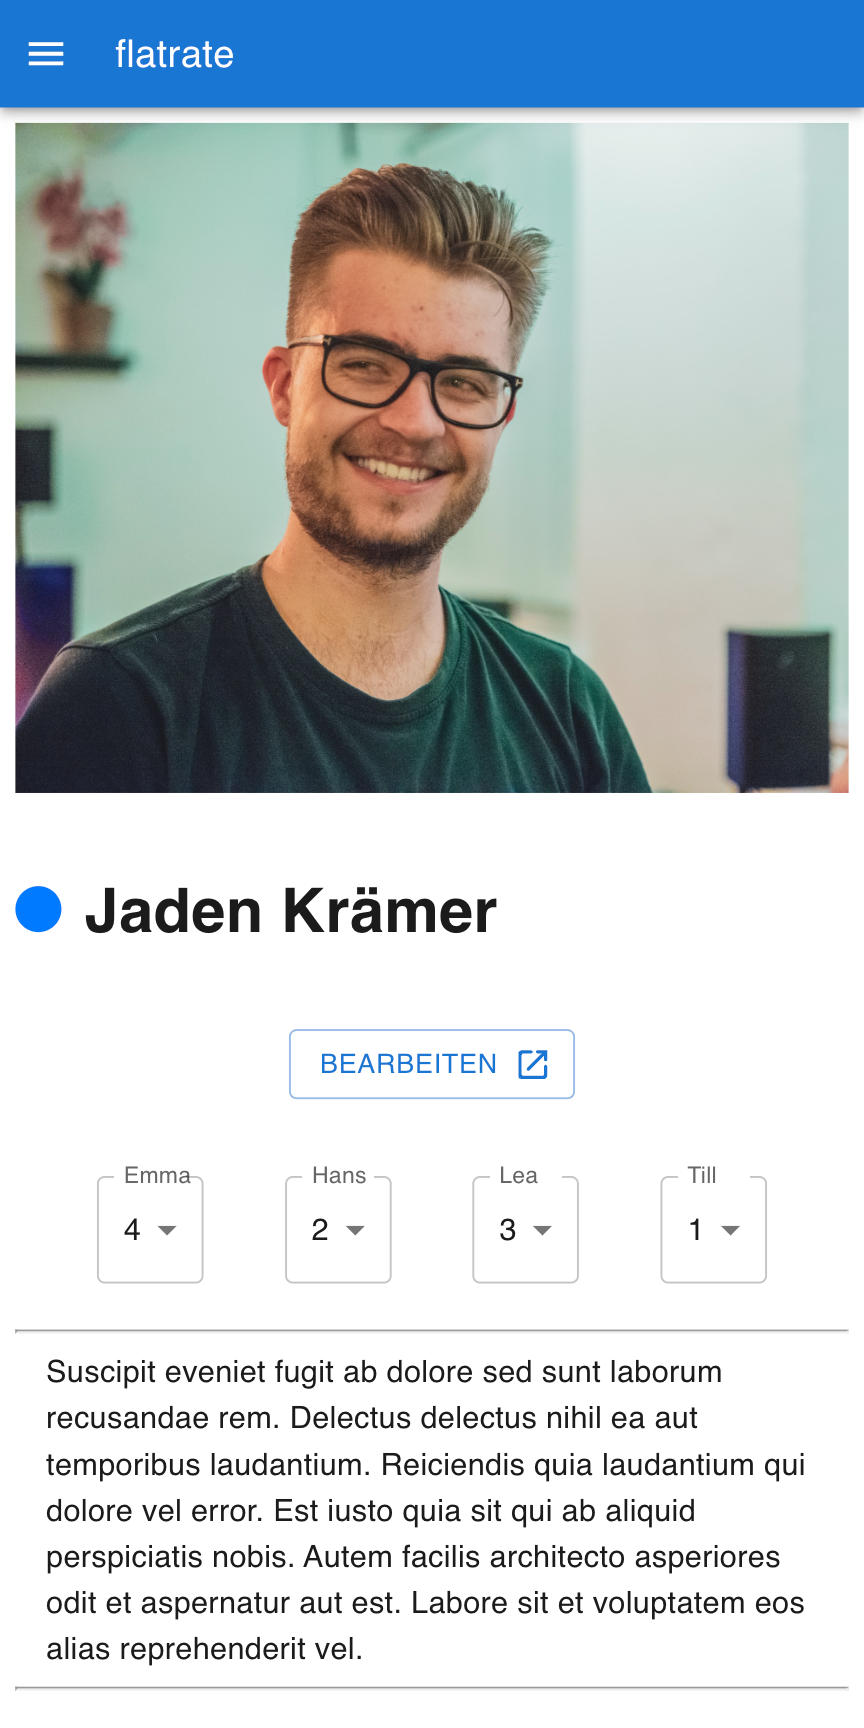 flatrate
Jaden Krämer
BEARBEITEN
Emma Hans Lea Till
4 2 3 1
Suscipit eveniet fugit ab dolore sed sunt laborum
recusandae rem. Delectus delectus nihil ea aut
temporibus laudantium. Reiciendis quia laudantium qui
dolore vel error. Est iusto quia sit qui ab aliquid
perspiciatis nobis. Autem facilis architecto asperiores
odit et aspernatur aut est. Labore sit et voluptatem eos
alias reprehenderit vel.